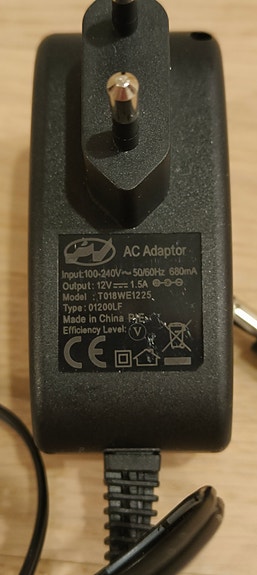 PV AC Adaptor
Input:100-240V~50/60Hz 680mA
Output: 12V⎓ 1.5A
Model : T018WE1225
Type: 01200LF
Made in China
Efficiency Level: V
CE